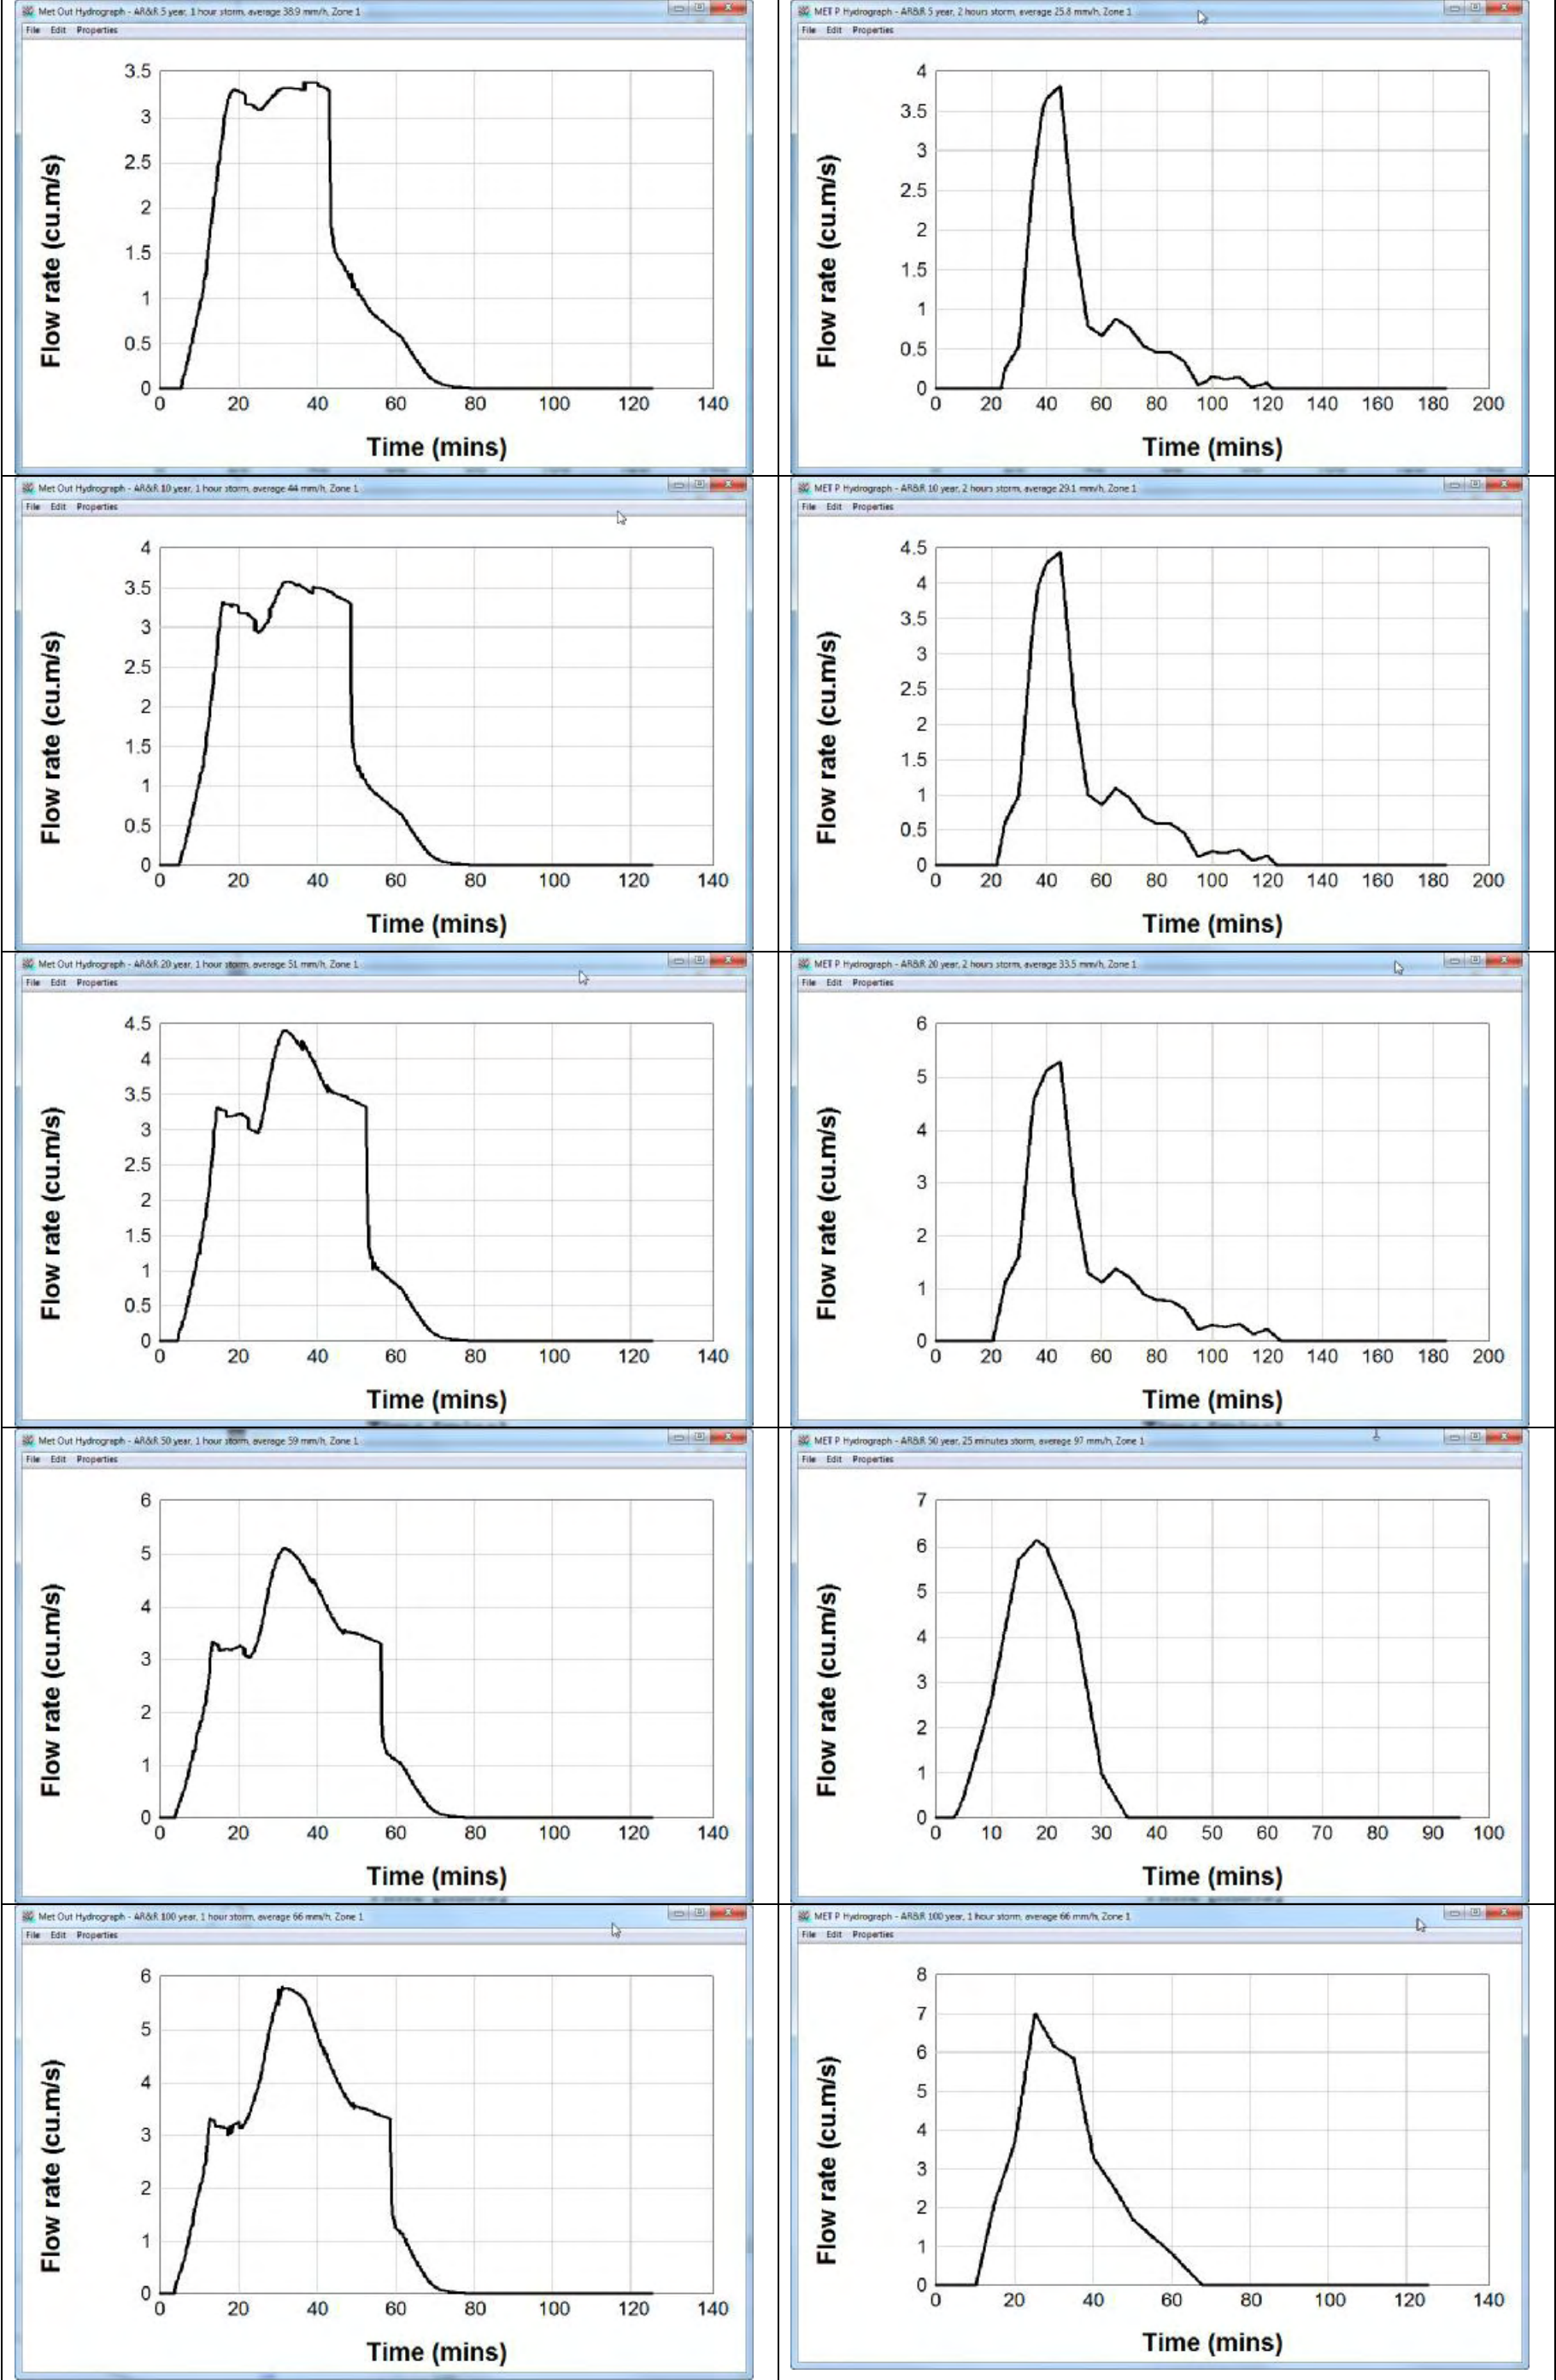 Met Out Hydrograph - AR&R 5 year, 1 hour storm, average 38.9 mm/h, Zone 1
File Edit Properties
3.5
3
2.5
2
1.5
1
0.5
0
0 20 40 60 80 100 120 140
Flow rate (cu.m/s)
Time (mins)
MET P Hydrograph - AR&R 5 year, 2 hours storm, average 25.8 mm/h, Zone 1
File Edit Properties
4
3.5
3
2.5
2
1.5
1
0.5
0
0 20 40 60 80 100 120 140 160 180 200
Flow rate (cu.m/s)
Time (mins)
Met Out Hydrograph - AR&R 10 year, 1 hour storm, average 44 mm/h, Zone 1
File Edit Properties
4
3.5
3
2.5
2
1.5
1
0.5
0
0 20 40 60 80 100 120 140
Flow rate (cu.m/s)
Time (mins)
MET P Hydrograph - AR&R 10 year, 2 hours storm, average 29.1 mm/h, Zone 1
File Edit Properties
4.5
4
3.5
3
2.5
2
1.5
1
0.5
0
0 20 40 60 80 100 120 140 160 180 200
Flow rate (cu.m/s)
Time (mins)
Met Out Hydrograph - AR&R 20 year, 1 hour storm, average 51 mm/h, Zone 1
File Edit Properties
4.5
4
3.5
3
2.5
2
1.5
1
0.5
0
0 20 40 60 80 100 120 140
Flow rate (cu.m/s)
Time (mins)
MET P Hydrograph - AR&R 20 year, 2 hours storm, average 33.5 mm/h, Zone 1
File Edit Properties
6
5
4
3
2
1
0
0 20 40 60 80 100 120 140 160 180 200
Flow rate (cu.m/s)
Time (mins)
Met Out Hydrograph - AR&R 50 year, 1 hour storm, average 59 mm/h, Zone 1
File Edit Properties
6
5
4
3
2
1
0
0 20 40 60 80 100 120 140
Flow rate (cu.m/s)
Time (mins)
MET P Hydrograph - AR&R 50 year, 25 minutes storm, average 97 mm/h, Zone 1
File Edit Properties
7
6
5
4
3
2
1
0
0 10 20 30 40 50 60 70 80 90 100
Flow rate (cu.m/s)
Time (mins)
Met Out Hydrograph - AR&R 100 year, 1 hour storm, average 66 mm/h, Zone 1
File Edit Properties
6
5
4
3
2
1
0
0 20 40 60 80 100 120 140
Flow rate (cu.m/s)
Time (mins)
MET P Hydrograph - AR&R 100 year, 1 hour storm, average 66 mm/h, Zone 1
File Edit Properties
8
7
6
5
4
3
2
1
0
0 20 40 60 80 100 120 140
Flow rate (cu.m/s)
Time (mins)